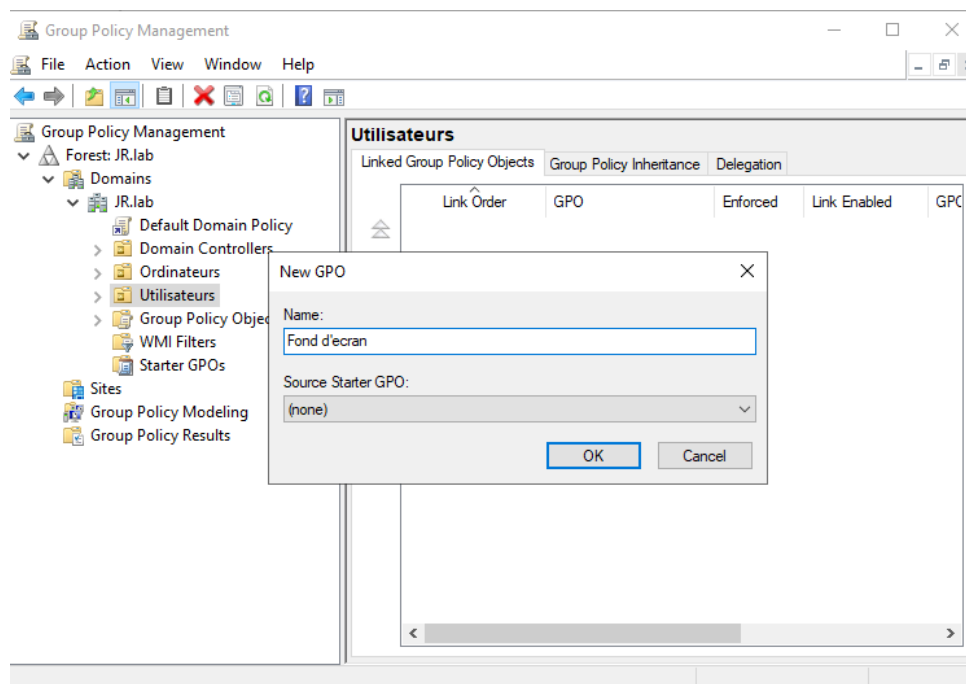 Group Policy Management
File Action View Window Help
Group Policy Management
Forest: JR.lab
Domains
JR.lab
Default Domain Policy
Domain Controllers
Ordinateurs
Utilisateurs
Group Policy Objec
WMI Filters
Starter GPOs
Sites
Group Policy Modeling
Group Policy Results
Utilisateurs
Linked Group Policy Objects Group Policy Inheritance Delegation
Link Order GPO Enforced Link Enabled GPC
New GPO
Name:
Fond d'ecran
Source Starter GPO:
(none)
OK Cancel